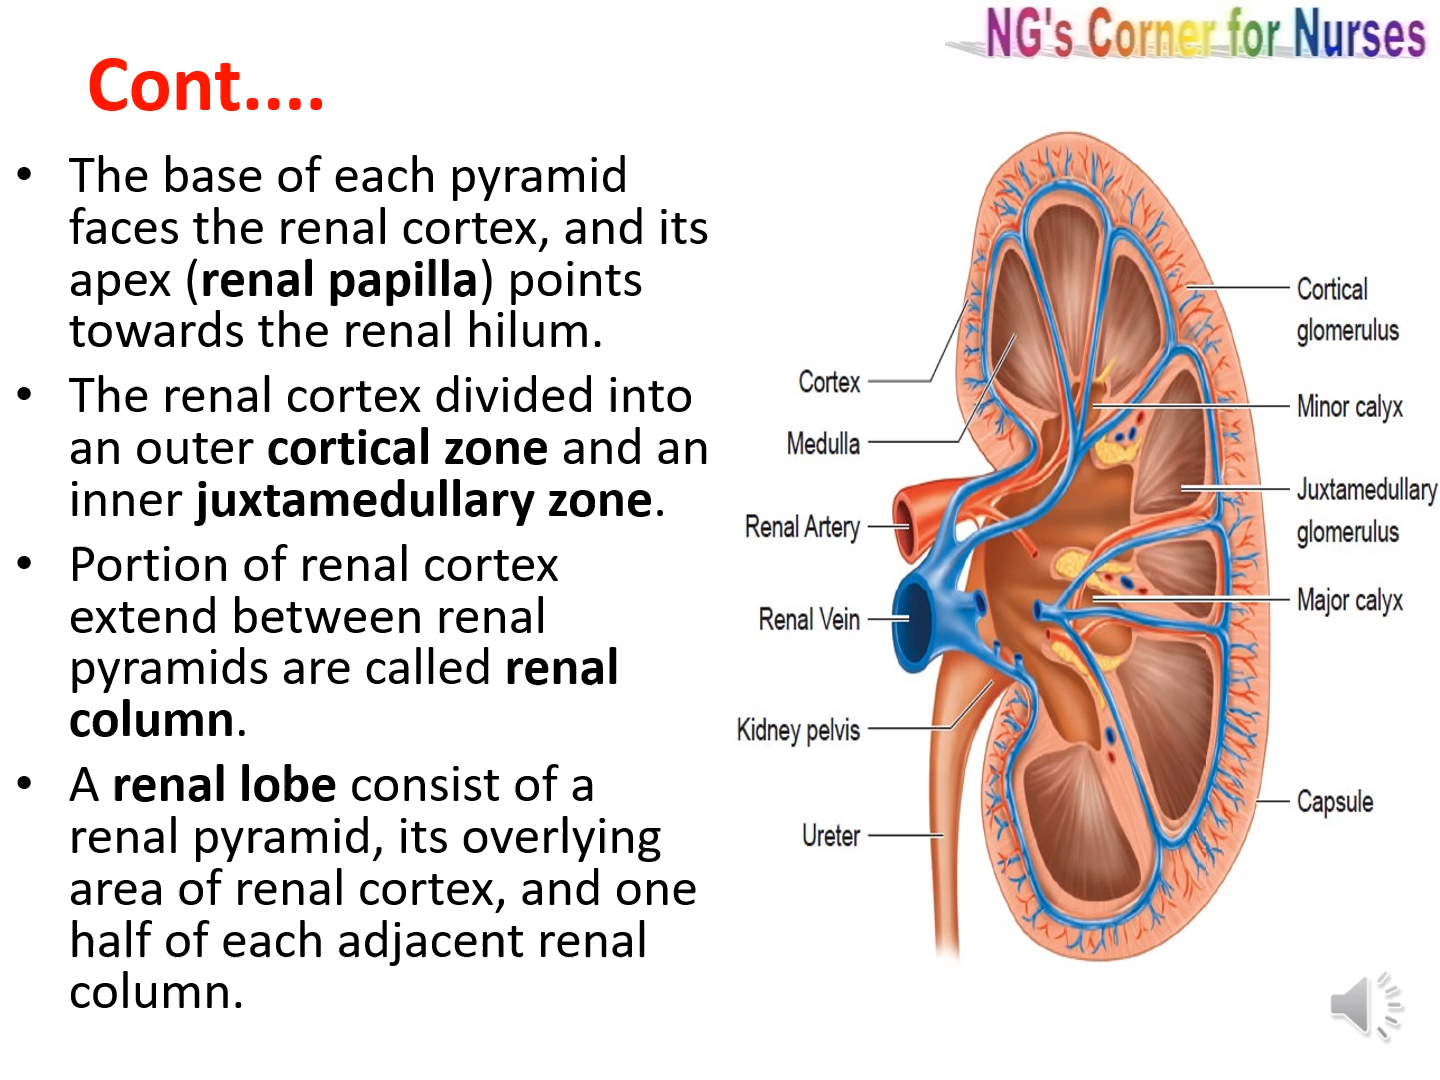 NG's Corner for Nurses
Cont....
• The base of each pyramid
faces the renal cortex, and its
apex (renal papilla) points
towards the renal hilum.
• The renal cortex divided into
an outer cortical zone and an
inner juxtamedullary zone.
• Portion of renal cortex
extend between renal
pyramids are called renal
column.
• A renal lobe consist of a
renal pyramid, its overlying
area of renal cortex, and one
half of each adjacent renal
column.
Cortex
Medulla
Renal Artery
Renal Vein
Kidney pelvis
Ureter
Cortical
glomerulus
Minor calyx
Juxtamedullary
glomerulus
Major calyx
Capsule